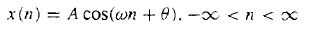 x(n) = A cos(ωn + θ). −∞ < n < ∞